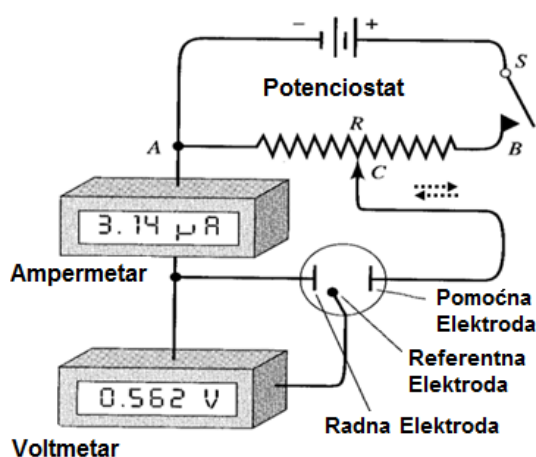 − +
S
Potenciostat
R
A
B
C
3.14 μA
Ampermetar
Pomoćna
Elektroda
Referentna
Elektroda
0.562 V
Radna Elektroda
Voltmetar